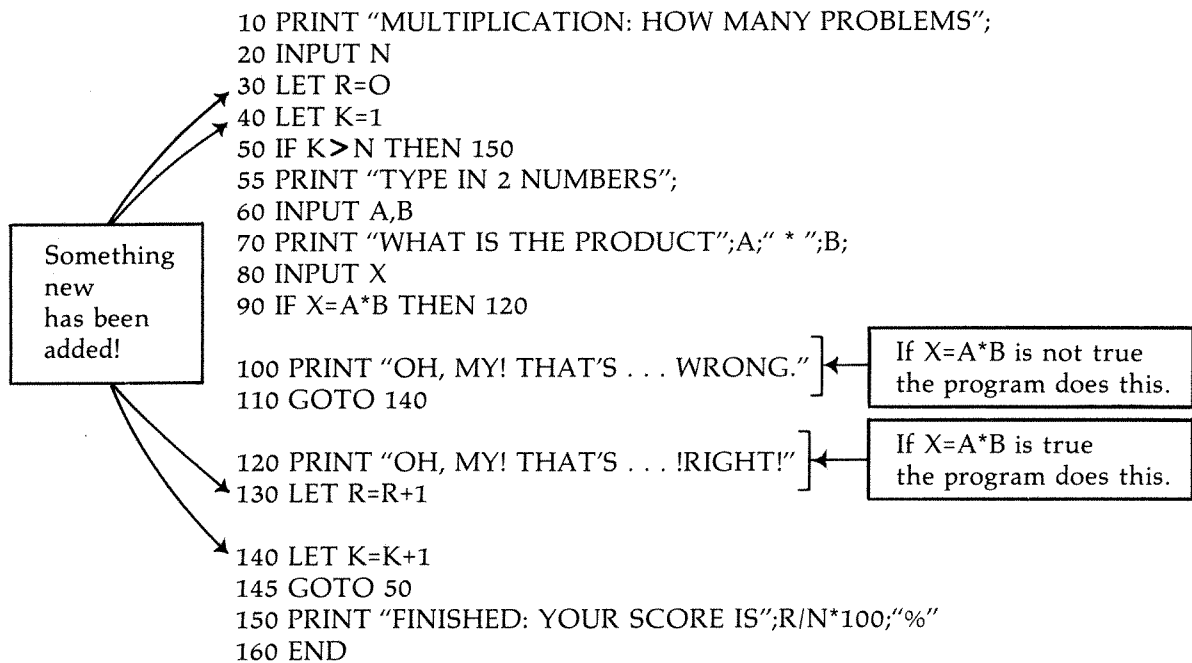 10 PRINT “MULTIPLICATION: HOW MANY PROBLEMS”;
20 INPUT N
30 LET R=O
40 LET K=1
50 IF K>N THEN 150
55 PRINT “TYPE IN 2 NUMBERS”;
60 INPUT A,B
70 PRINT “WHAT IS THE PRODUCT”;A;“ * ”;B;
80 INPUT X
90 IF X=A*B THEN 120
Something
new
has been
added!
100 PRINT “OH, MY! THAT'S . . . WRONG.”
110 GOTO 140
If X=A*B is not true
the program does this.
120 PRINT “OH, MY! THAT'S . . . !RIGHT!”
130 LET R=R+1
If X=A*B is true
the program does this.
140 LET K=K+1
145 GOTO 50
150 PRINT “FINISHED: YOUR SCORE IS”;R/N*100;“%”
160 END